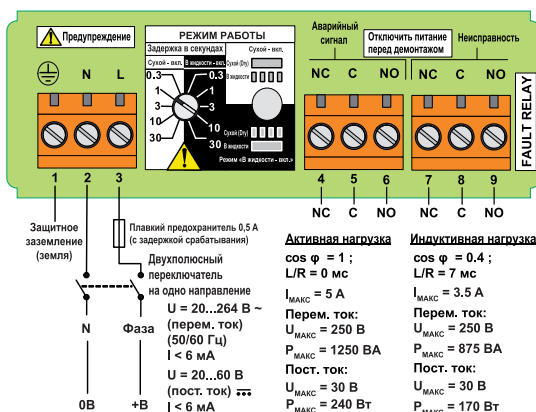 Предупреждение
РЕЖИМ РАБОТЫ
Задержка в секундах
Сухой - вкл.
Сухой - вкл.
В жидкости - вкл.
0.3
1
3
10
30
0.3
1
3
10
30
Сухой (Dry)
В жидкости
Сухой (Dry)
В жидкости
Режим «В жидкости - вкл.»
N
L
Аварийный
сигнал
Отключить питание
перед демонтажом
Неисправность
NC
C
NO
NC
C
NO
FAULT RELAY
1
2
3
4
5
6
7
8
9
NC
C
NO
NC
C
NO
Защитное
заземление
(земля)
Плавкий предохранитель 0,5 А
(с задержкой срабатывания)
Двухполюсный
переключатель
на одно направление
N
Фаза
0В
+В
U = 20...264 В ~
(перем. ток)
(50/60 Гц)
I < 6 мА
U = 20...60 В
(пост. ток)
I < 6 мА
Активная нагрузка
cos φ = 1 ;
L/R = 0 мс
IМАКС = 5 А
Перем. ток:
UМАКС = 250 В
PМАКС = 1250 ВА
Пост. ток:
UМАКС = 30 В
PМАКС = 240 Вт
Индуктивная нагрузка
cos φ = 0.4 ;
L/R = 7 мс
IМАКС = 3.5 А
Перем. ток:
UМАКС = 250 В
PМАКС = 875 ВА
Пост. ток:
UМАКС = 30 В
PМАКС = 170 Вт